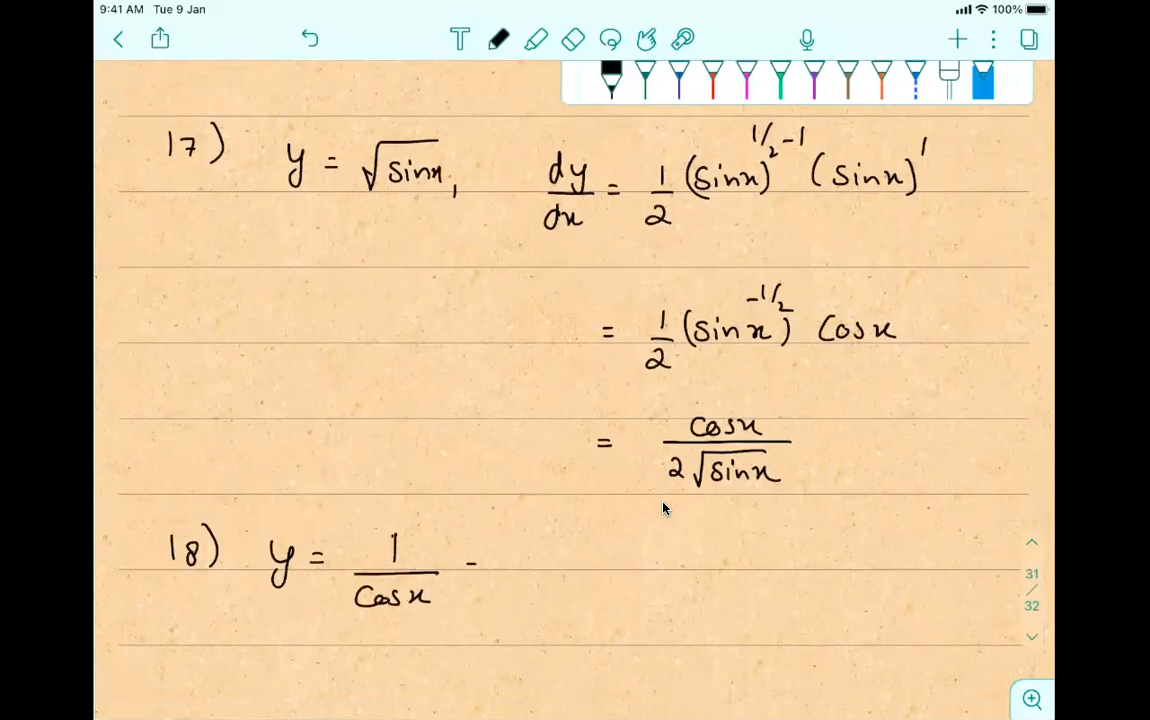 9:41 AM Tue 9 Jan 100%
T
17) y = √sinx, dy/dx = 1/2 (sinx)^(1/2-1) (sinx)'
= 1/2 (sinx)^(-1/2) cosx
= cosx / 2√sinx
18) y = 1/cosx =
31
/
32